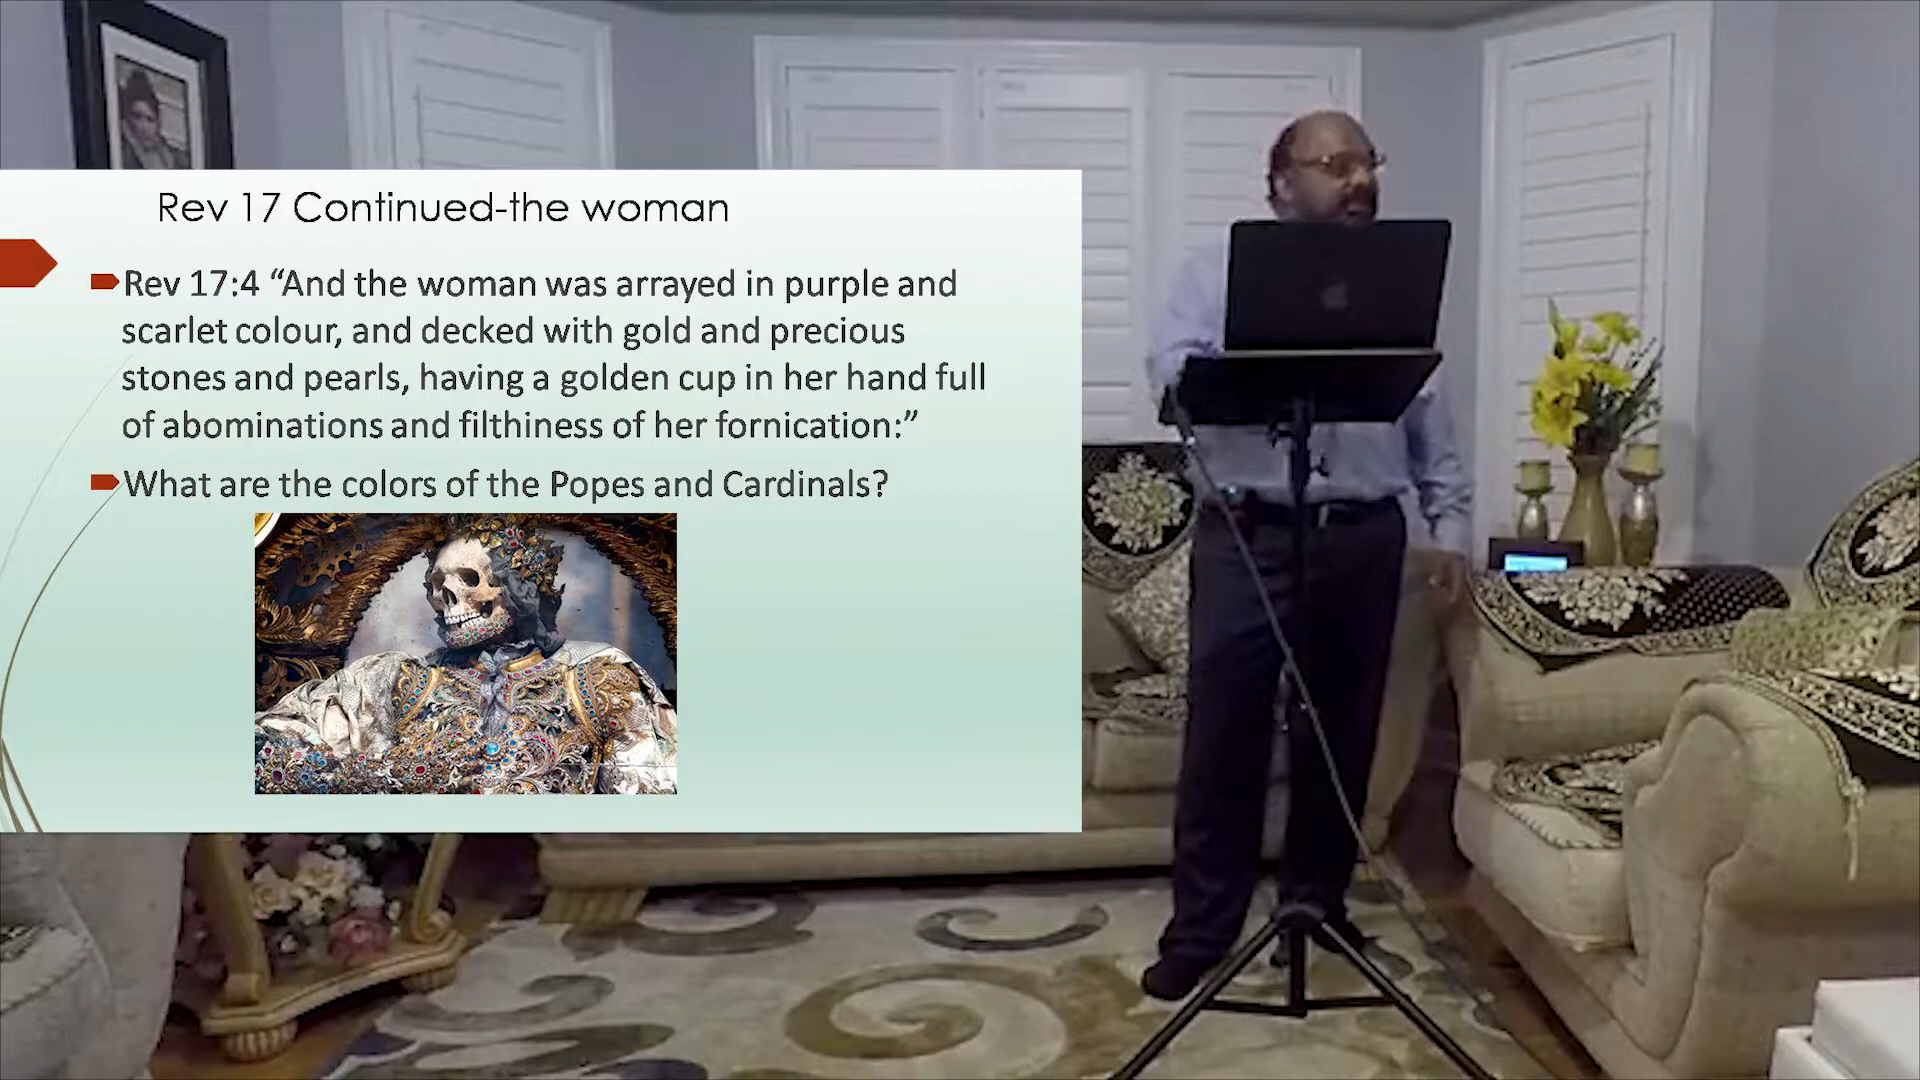 Rev 17 Continued-the woman
Rev 17:4 “And the woman was arrayed in purple and
scarlet colour, and decked with gold and precious
stones and pearls, having a golden cup in her hand full
of abominations and filthiness of her fornication:”
What are the colors of the Popes and Cardinals?